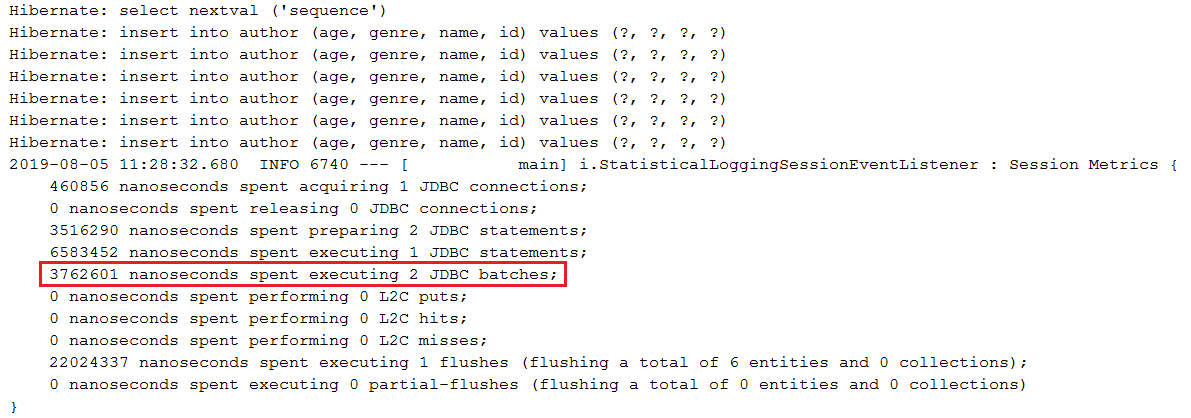 Hibernate: select nextval ('sequence')
Hibernate: insert into author (age, genre, name, id) values (?, ?, ?, ?)
Hibernate: insert into author (age, genre, name, id) values (?, ?, ?, ?)
Hibernate: insert into author (age, genre, name, id) values (?, ?, ?, ?)
Hibernate: insert into author (age, genre, name, id) values (?, ?, ?, ?)
Hibernate: insert into author (age, genre, name, id) values (?, ?, ?, ?)
Hibernate: insert into author (age, genre, name, id) values (?, ?, ?, ?)
2019-08-05 11:28:32.680  INFO 6740 --- [           main] i.StatisticalLoggingSessionEventListener : Session Metrics {
    460856 nanoseconds spent acquiring 1 JDBC connections;
    0 nanoseconds spent releasing 0 JDBC connections;
    3516290 nanoseconds spent preparing 2 JDBC statements;
    6583452 nanoseconds spent executing 1 JDBC statements;
    3762601 nanoseconds spent executing 2 JDBC batches;
    0 nanoseconds spent performing 0 L2C puts;
    0 nanoseconds spent performing 0 L2C hits;
    0 nanoseconds spent performing 0 L2C misses;
    22024337 nanoseconds spent executing 1 flushes (flushing a total of 6 entities and 0 collections);
    0 nanoseconds spent executing 0 partial-flushes (flushing a total of 0 entities and 0 collections)
}